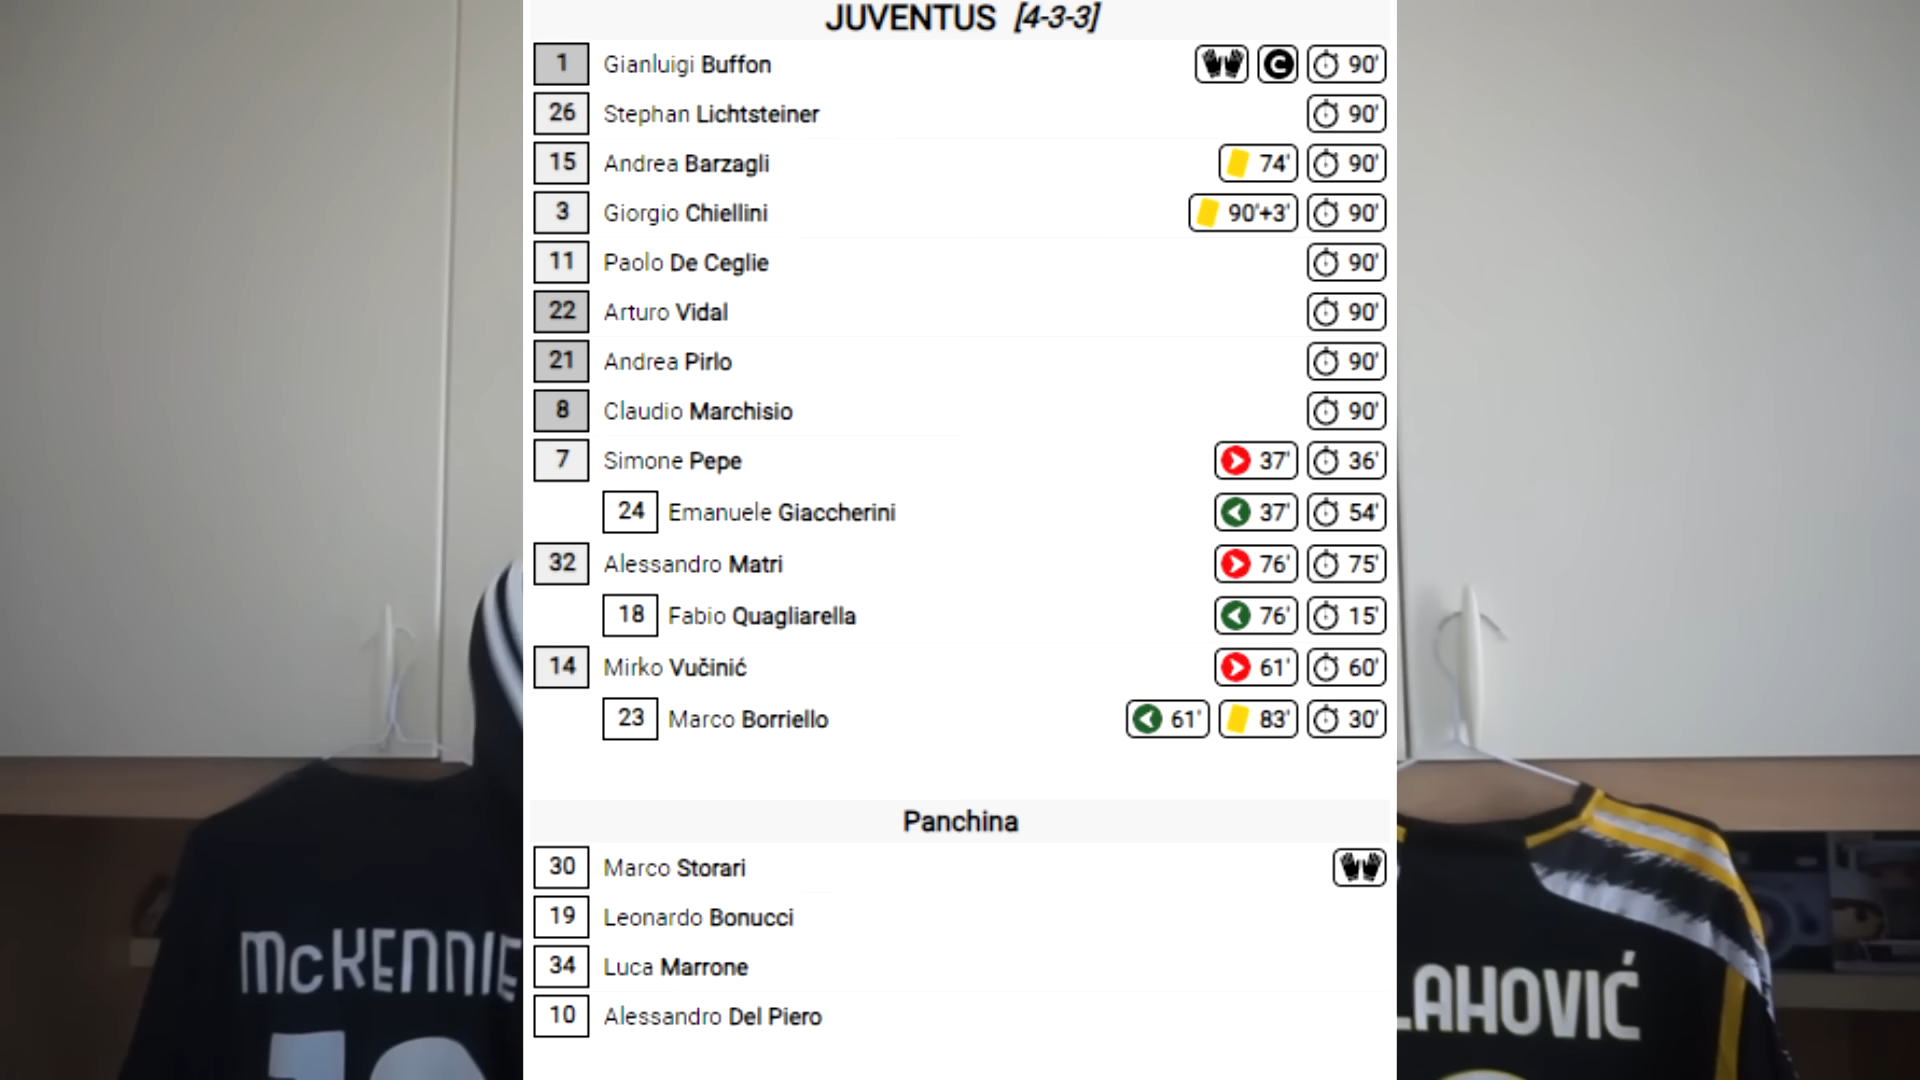 JUVENTUS [4-3-3]
1 Gianluigi Buffon C 90'
26 Stephan Lichtsteiner 90'
15 Andrea Barzagli 74' 90'
3 Giorgio Chiellini 90'+3' 90'
11 Paolo De Ceglie 90'
22 Arturo Vidal 90'
21 Andrea Pirlo 90'
8 Claudio Marchisio 90'
7 Simone Pepe 37' 36'
24 Emanuele Giaccherini 37' 54'
32 Alessandro Matri 76' 75'
18 Fabio Quagliarella 76' 15'
14 Mirko Vučinić 61' 60'
23 Marco Borriello 61' 83' 30'
Panchina
30 Marco Storari
19 Leonardo Bonucci
34 Luca Marrone
10 Alessandro Del Piero
McKENNIE
LAHOVIĆ